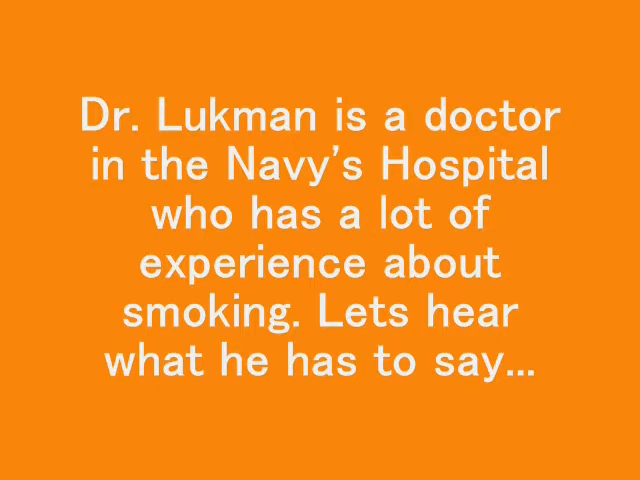 Dr. Lukman is a doctor
in the Navy’s Hospital
who has a lot of
experience about
smoking. Lets hear
what he has to say...